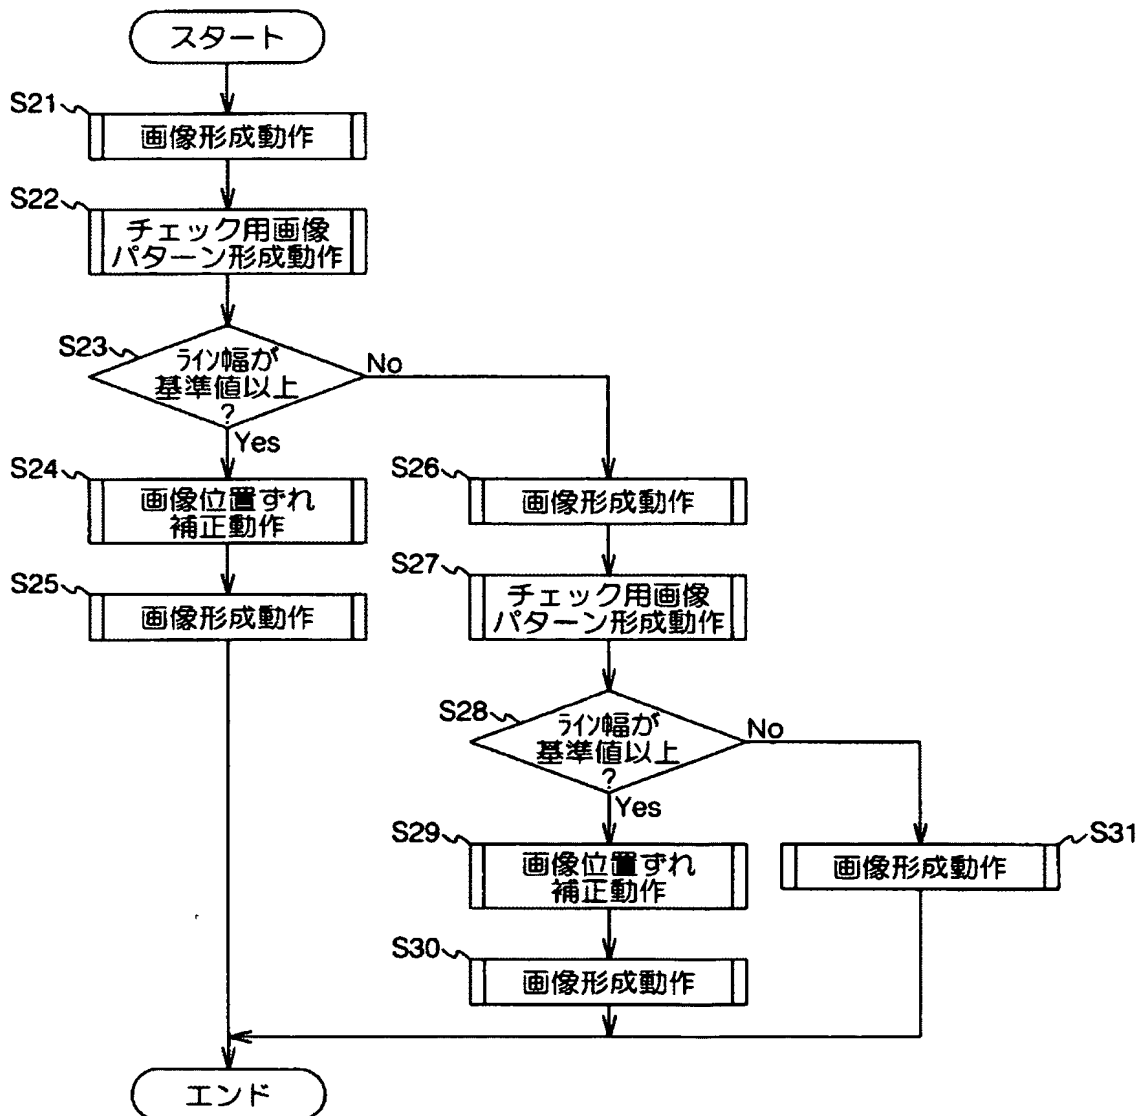 スタート
S21
画像形成動作
S22
チェック用画像
パターン形成動作
S23
ライン幅が
基準値以上
?
No
Yes
S24
画像位置ずれ
補正動作
S25
画像形成動作
S26
画像形成動作
S27
チェック用画像
パターン形成動作
S28
ライン幅が
基準値以上
?
No
Yes
S29
画像位置ずれ
補正動作
S31
画像形成動作
S30
画像形成動作
エンド